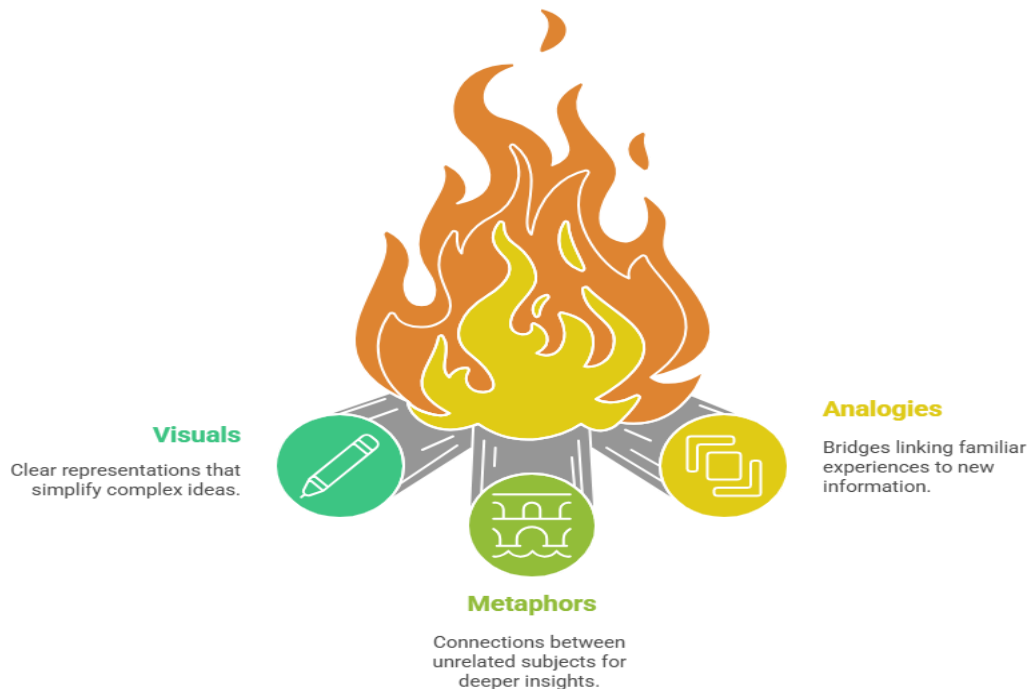 Visuals
Clear representations that
simplify complex ideas.
Metaphors
Connections between
unrelated subjects for
deeper insights.
Analogies
Bridges linking familiar
experiences to new
information.